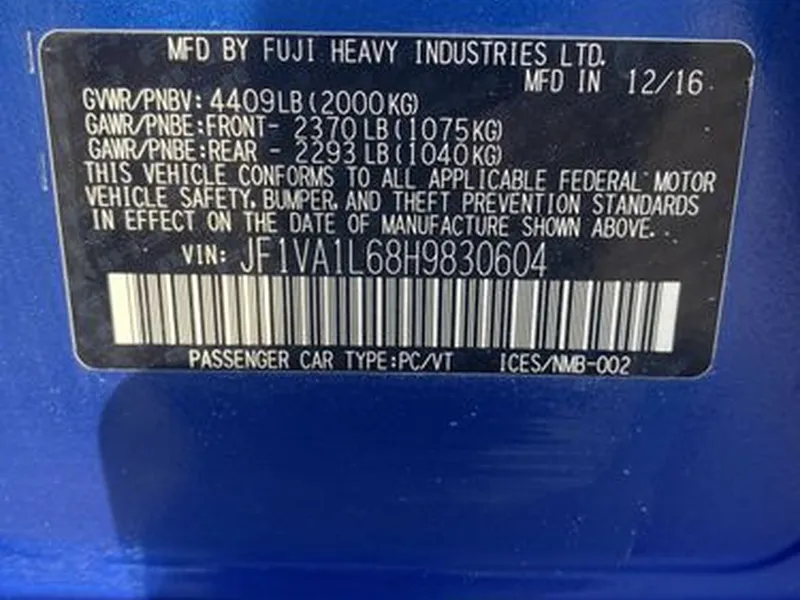 MFD BY FUJI HEAVY INDUSTRIES LTD.
MFD IN 12/16
GVWR/PNBV: 4409LB(2000KG)
GAWR/PNBE:FRONT- 2370LB(1075KG)
GAWR/PNBE:REAR - 2293LB(1040KG)
THIS VEHICLE CONFORMS TO ALL APPLICABLE FEDERAL MOTOR
VEHICLE SAFETY, BUMPER, AND THEFT PREVENTION STANDARDS
IN EFFECT ON THE DATE OF MANUFACTURE SHOWN ABOVE.
VIN: JF1VA1L68H9830604
PASSENGER CAR TYPE:PC/VT ICES/NMB-002